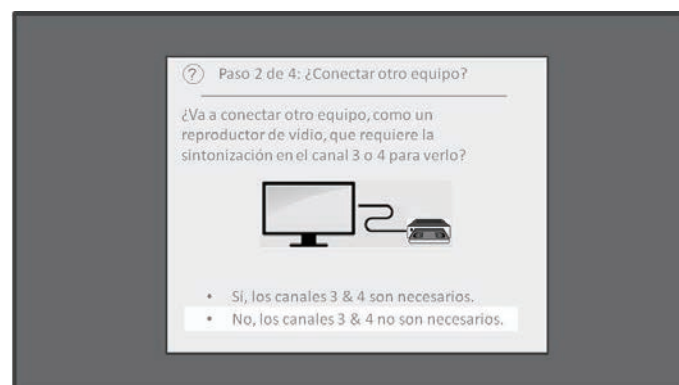 ? Paso 2 de 4: ¿Conectar otro equipo?
¿Va a conectar otro equipo, como un
reproductor de vidio, que requiere la
sintonización en el canal 3 o 4 para verlo?
• Sí, los canales 3 & 4 son necesarios.
• No, los canales 3 & 4 no son necesarios.